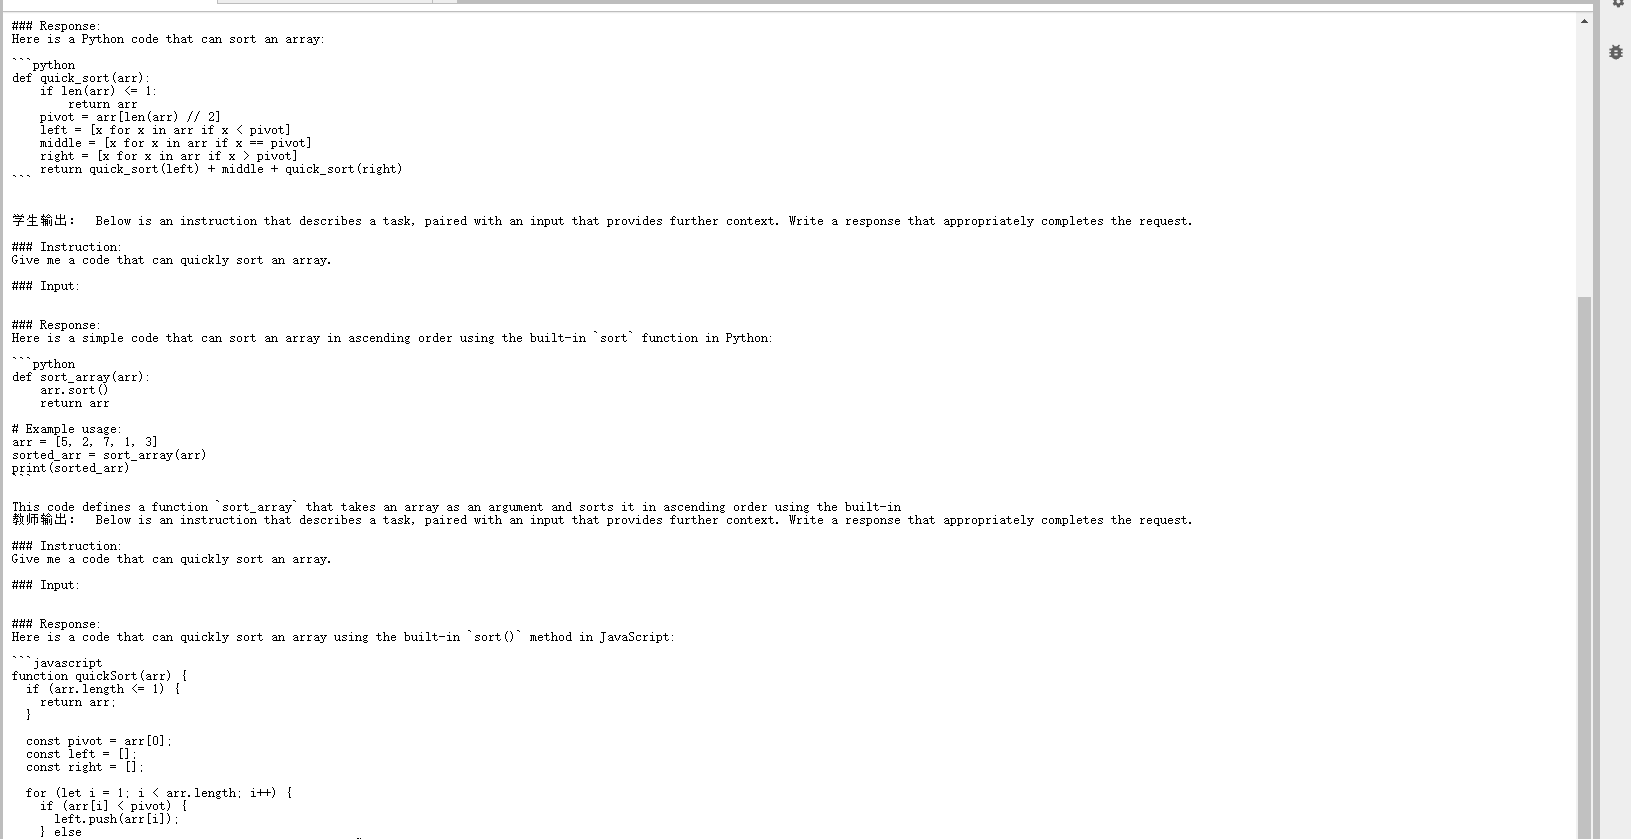 ### Response:
Here is a Python code that can sort an array:
```python
def quick_sort(arr):
    if len(arr) <= 1:
        return arr
    pivot = arr[len(arr) // 2]
    left = [x for x in arr if x < pivot]
    middle = [x for x in arr if x == pivot]
    right = [x for x in arr if x > pivot]
    return quick_sort(left) + middle + quick_sort(right)
```
学生输出： Below is an instruction that describes a task, paired with an input that provides further context. Write a response that appropriately completes the request.
### Instruction:
Give me a code that can quickly sort an array.
### Input:
### Response:
Here is a simple code that can sort an array in ascending order using the built-in `sort` function in Python:
```python
def sort_array(arr):
    arr.sort()
    return arr
# Example usage:
arr = [5, 2, 7, 1, 3]
sorted_arr = sort_array(arr)
print(sorted_arr)
```
This code defines a function `sort_array` that takes an array as an argument and sorts it in ascending order using the built-in
教师输出： Below is an instruction that describes a task, paired with an input that provides further context. Write a response that appropriately completes the request.
### Instruction:
Give me a code that can quickly sort an array.
### Input:
### Response:
Here is a code that can quickly sort an array using the built-in `sort()` method in JavaScript:
```javascript
function quickSort(arr) {
  if (arr.length <= 1) {
    return arr;
  }
  const pivot = arr[0];
  const left = [];
  const right = [];
  for (let i = 1; i < arr.length; i++) {
    if (arr[i] < pivot) {
      left.push(arr[i]);
    } else